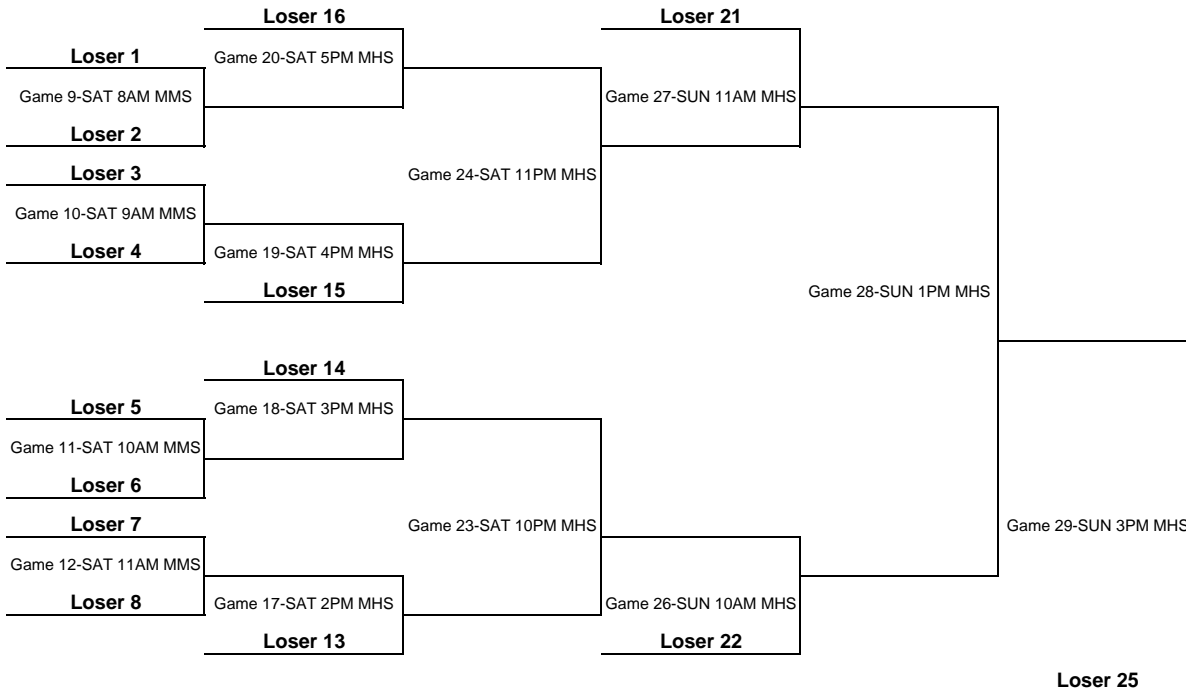 Loser 16
Loser 21
Loser 1
Game 20-SAT 5PM MHS
Game 9-SAT 8AM MMS
Game 27-SUN 11AM MHS
Loser 2
Loser 3
Game 24-SAT 11PM MHS
Game 10-SAT 9AM MMS
Loser 4
Game 19-SAT 4PM MHS
Loser 15
Game 28-SUN 1PM MHS
Loser 14
Loser 5
Game 18-SAT 3PM MHS
Game 11-SAT 10AM MMS
Loser 6
Loser 7
Game 23-SAT 10PM MHS
Game 29-SUN 3PM MHS
Game 12-SAT 11AM MMS
Loser 8
Game 17-SAT 2PM MHS
Game 26-SUN 10AM MHS
Loser 13
Loser 22
Loser 25